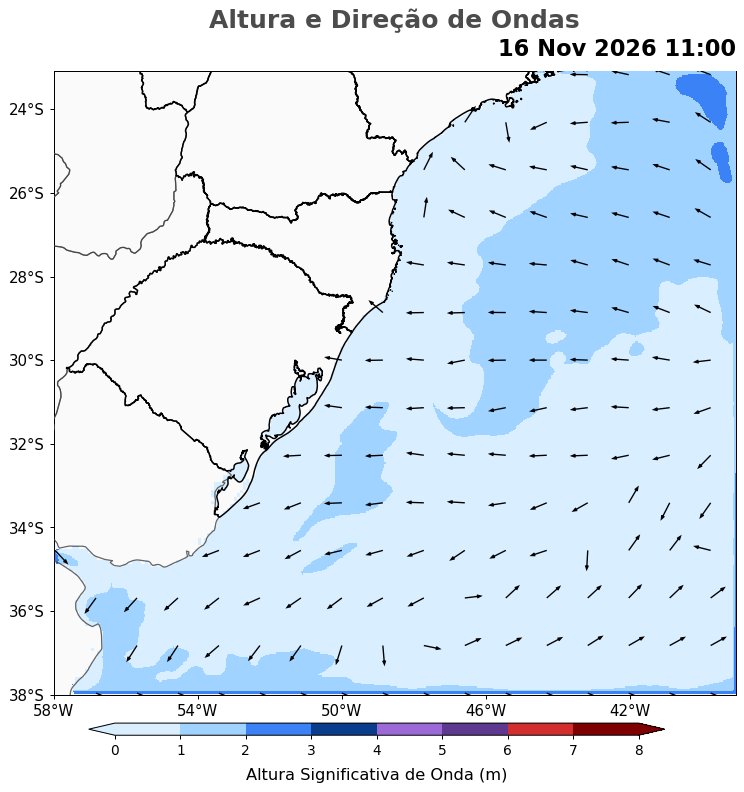 Altura e Direção de Ondas
16 Nov 2026 11:00
24°S
26°S
28°S
30°S
32°S
34°S
36°S
38°S
58°W 54°W 50°W 46°W 42°W
0 1 2 3 4 5 6 7 8
Altura Significativa de Onda (m)